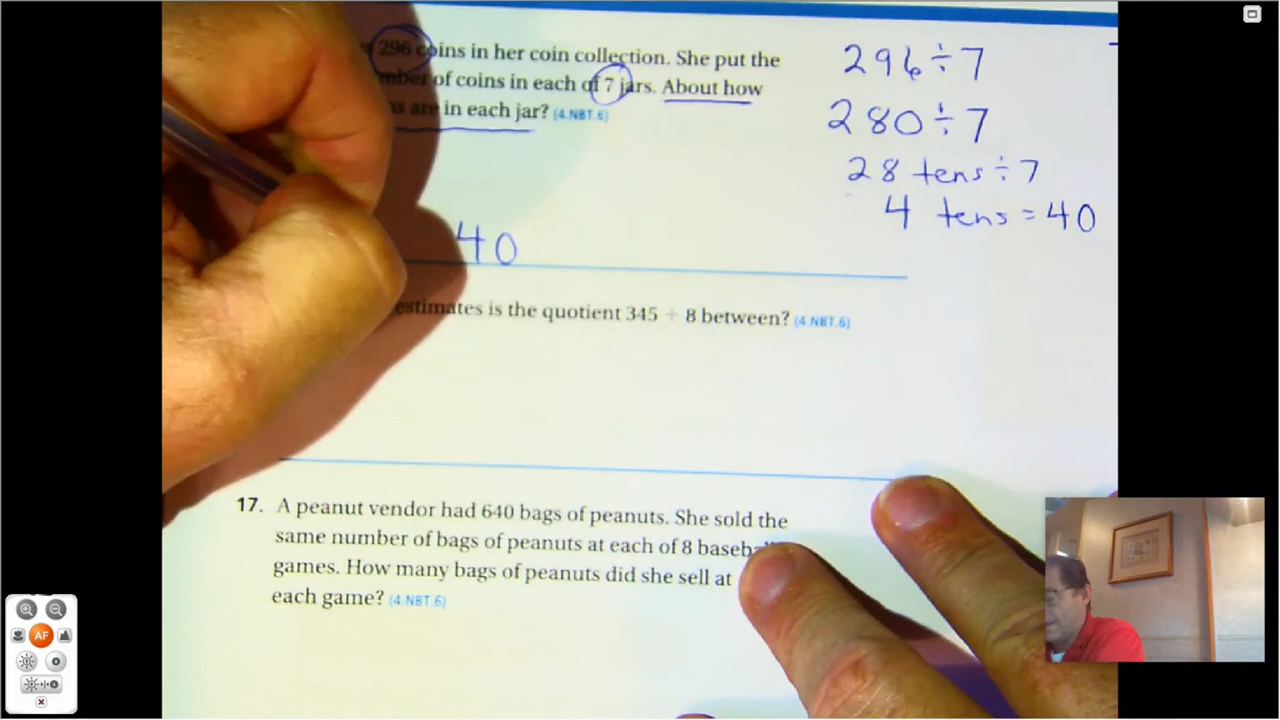 296 coins in her coin collection. She put the
of coins in each of 7 jars. About how
are in each jar? (4.NBT.6)
40
estimates is the quotient 345 ÷ 8 between? (4.NBT.6)
17. A peanut vendor had 640 bags of peanuts. She sold the
same number of bags of peanuts at each of 8
games. How many bags of peanuts did she sell at
each game? (4.NBT.6)
296 ÷ 7
280 ÷ 7
28 tens ÷ 7
4 tens = 40
AF